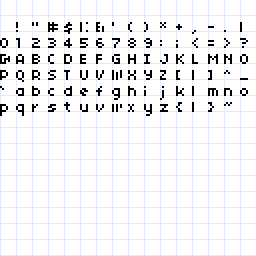 ! " # $ % & ' ( ) * + , - . /
0 1 2 3 4 5 6 7 8 9 : ; < = > ?
@ A B C D E F G H I J K L M N O
P Q R S T U V W X Y Z [ \ ] ^ _
` a b c d e f g h i j k l m n o
p q r s t u v w x y z { | } ~